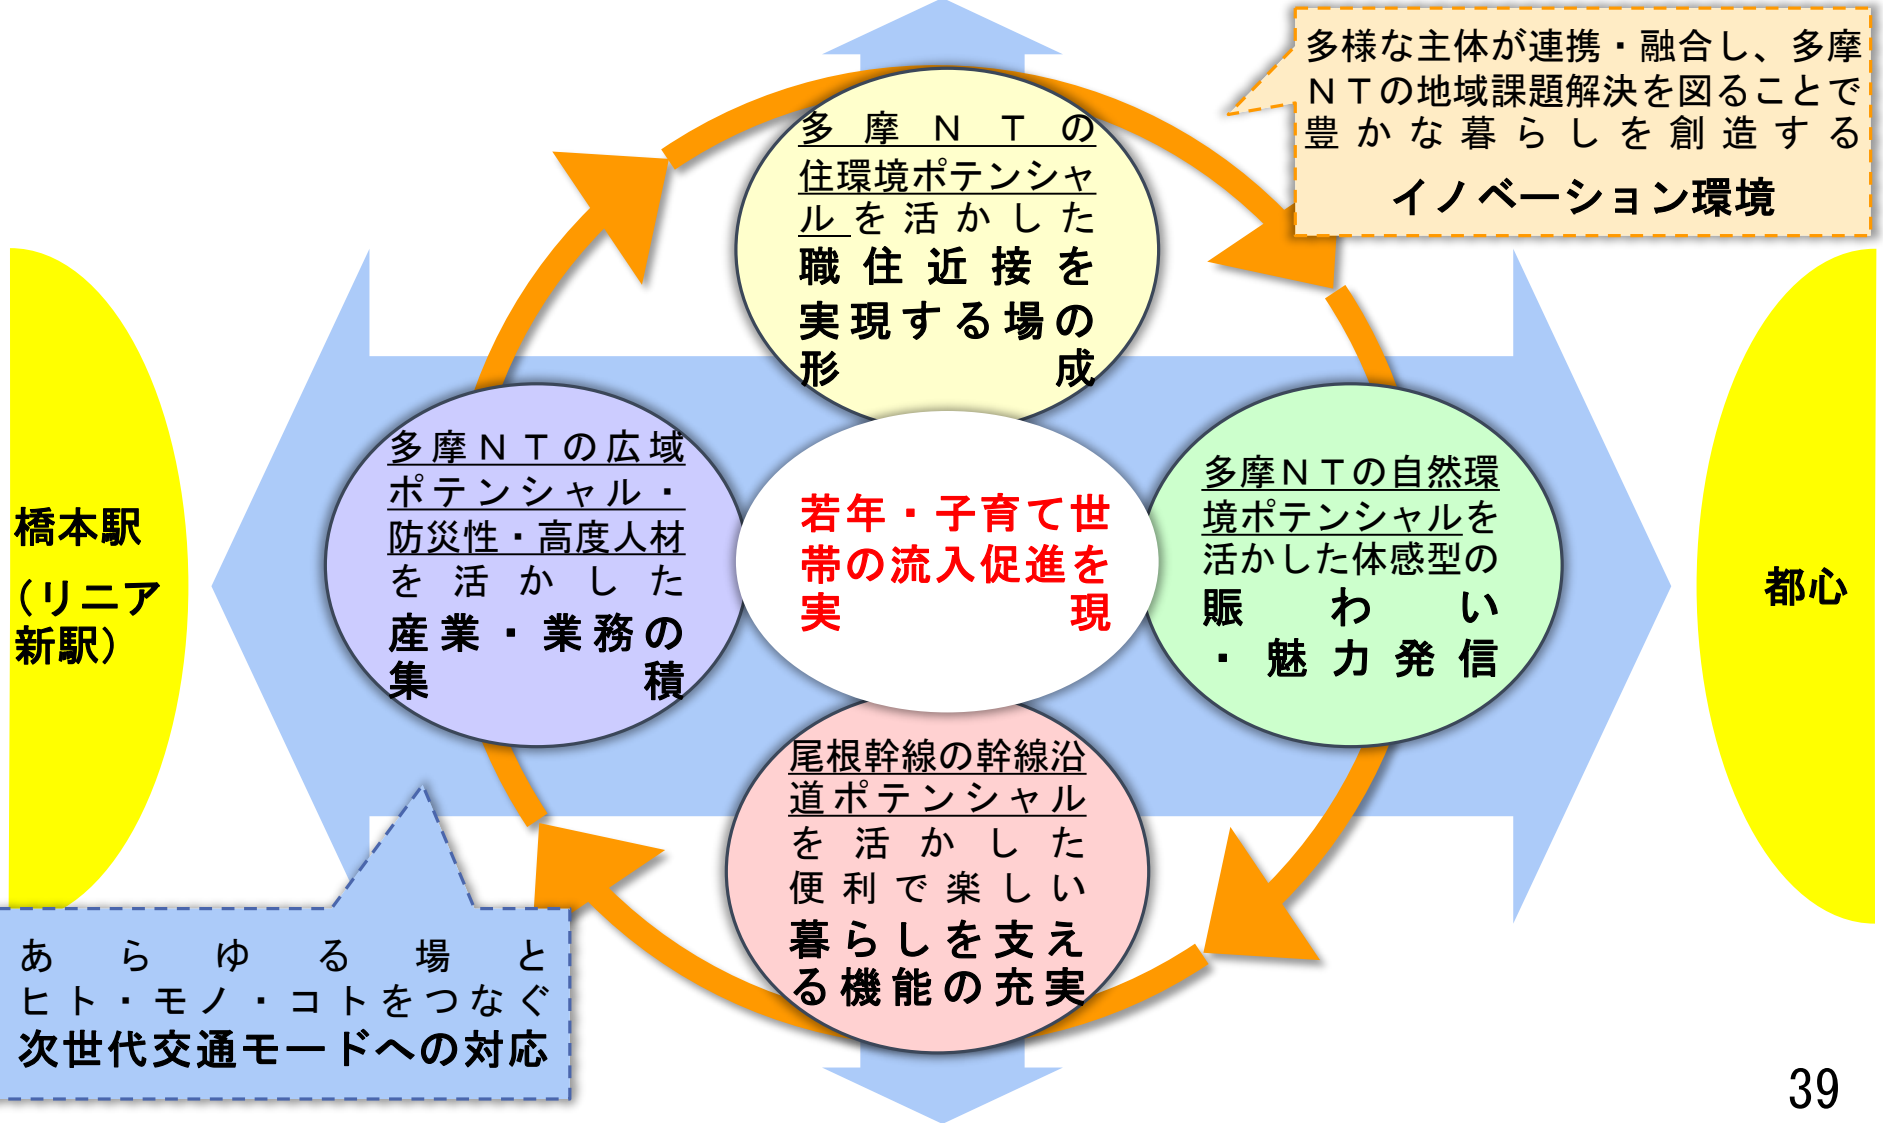 多様な主体が連携・融合し、多摩
ＮＴの地域課題解決を図ることで
豊かな暮らしを創造する
イノベーション環境
多摩ＮＴの
住環境ポテンシャ
ルを活かした
職住近接を
実現する場の
形成
多摩ＮＴの広域
ポテンシャル・
防災性・高度人材
を活かした
産業・業務の
集積
若年・子育て世
帯の流入促進を
実現
多摩ＮＴの自然環
境ポテンシャルを
活かした体感型の
賑わい
・魅力発信
橋本駅
（リニア
新駅）
都心
尾根幹線の幹線沿
道ポテンシャル
を活かした
便利で楽しい
暮らしを支え
る機能の充実
あらゆる場と
ヒト・モノ・コトをつなぐ
次世代交通モードへの対応
39